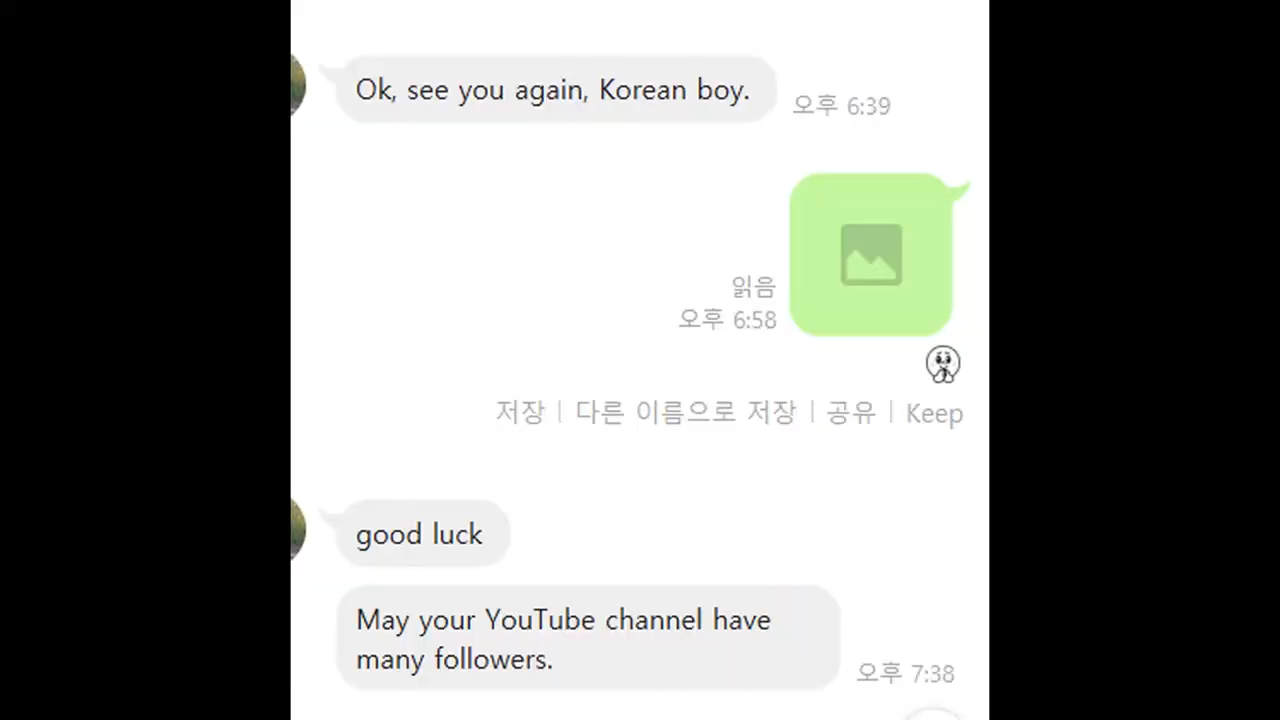 Ok, see you again, Korean boy.
오후 6:39
읽음
오후 6:58
저장 | 다른 이름으로 저장 | 공유 | Keep
good luck
May your YouTube channel have
many followers.
오후 7:38